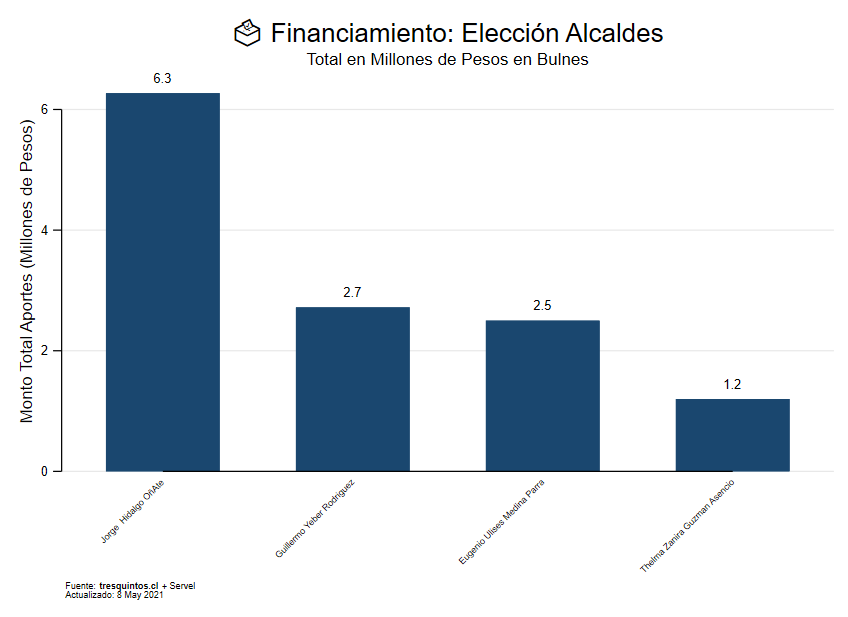 Financiamiento: Elección Alcaldes
Total en Millones de Pesos en Bulnes
Monto Total Aportes (Millones de Pesos)
6
4
2
0
6.3
2.7
2.5
1.2
Jorge Hidalgo OñAte
Guillermo Yeber Rodriguez
Eugenio Ulises Medina Parra
Thelma Zanira Guzman Asencio
Fuente: tresquintos.cl + Servel
Actualizado: 8 May 2021